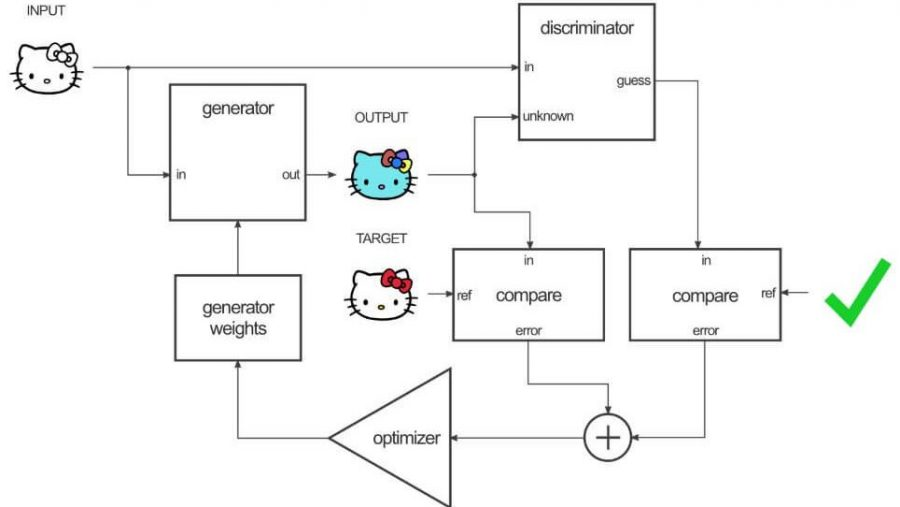 INPUT
discriminator
in
guess
generator
OUTPUT
unknown
in
out
TARGET
in
in
ref
compare
compare
ref
generator
weights
error
error
optimizer